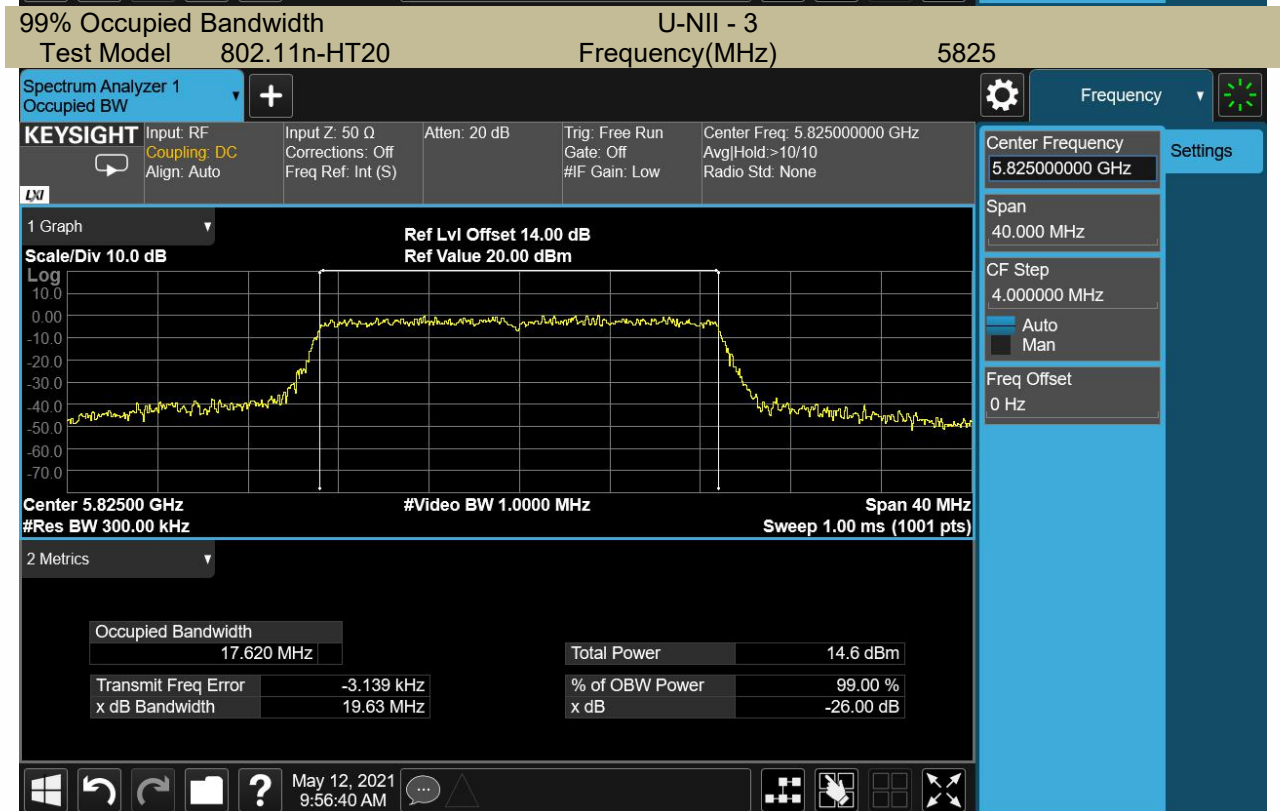 99% Occupied Bandwidth U-NII - 3
Test Model 802.11n-HT20 Frequency(MHz) 5825
Spectrum Analyzer 1
Occupied BW
+
Frequency
KEYSIGHT Input: RF Input Z: 50 Ω Atten: 20 dB Trig: Free Run Center Freq: 5.825000000 GHz
Coupling: DC Corrections: Off Gate: Off Avg|Hold:>10/10
Align: Auto Freq Ref: Int (S) #IF Gain: Low Radio Std: None
LXI
Center Frequency
5.825000000 GHz
Settings
Span
40.000 MHz
CF Step
4.000000 MHz
Auto
Man
Freq Offset
0 Hz
1 Graph
Ref Lvl Offset 14.00 dB
Scale/Div 10.0 dB Ref Value 20.00 dBm
Log
10.0
0.00
-10.0
-20.0
-30.0
-40.0
-50.0
-60.0
-70.0
Center 5.82500 GHz #Video BW 1.0000 MHz Span 40 MHz
#Res BW 300.00 kHz Sweep 1.00 ms (1001 pts)
2 Metrics
Occupied Bandwidth
17.620 MHz Total Power 14.6 dBm
Transmit Freq Error -3.139 kHz % of OBW Power 99.00 %
x dB Bandwidth 19.63 MHz x dB -26.00 dB
? May 12, 2021
9:56:40 AM